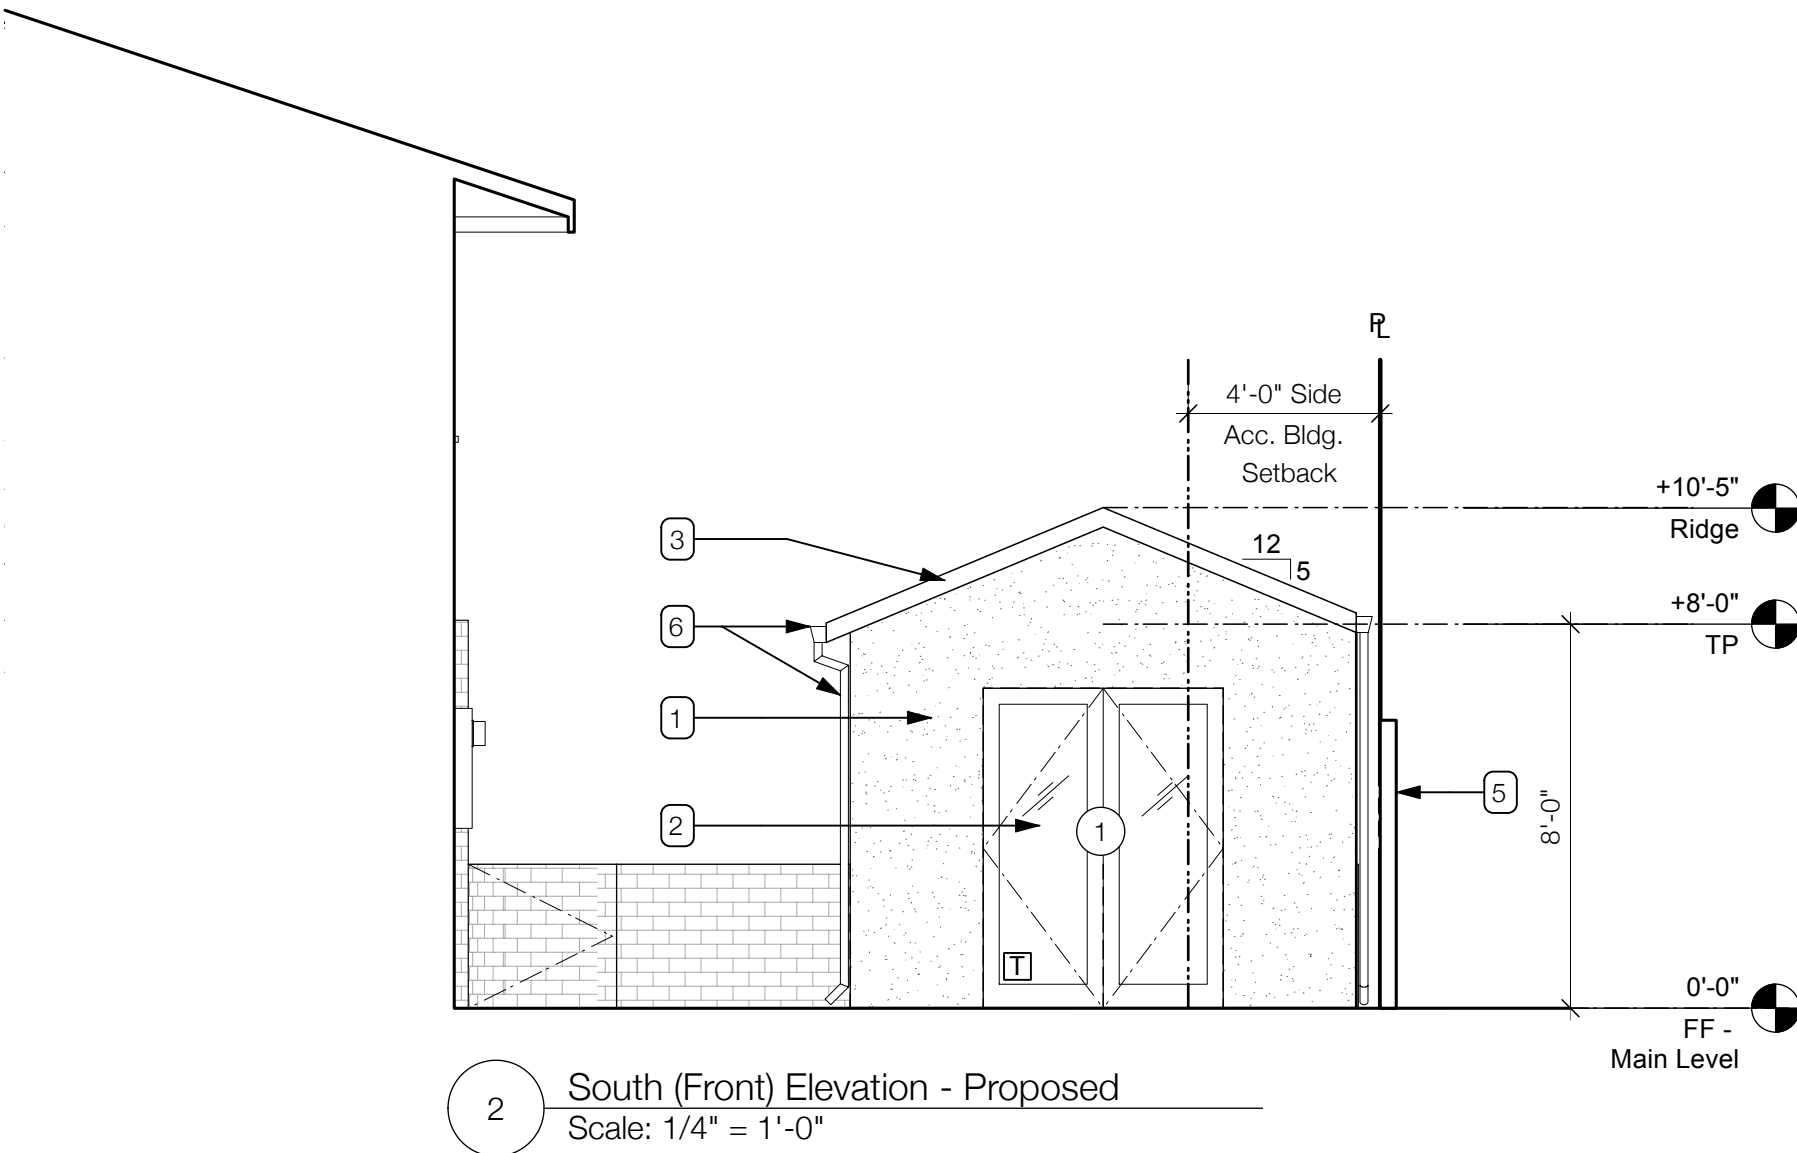 PL
4'-0" Side
Acc. Bldg.
Setback
+10'-5"
Ridge
3
12
5
+8'-0"
TP
6
1
5
8'-0"
2
1
T
0'-0"
FF -
Main Level
2
South (Front) Elevation - Proposed
Scale: 1/4" = 1'-0"